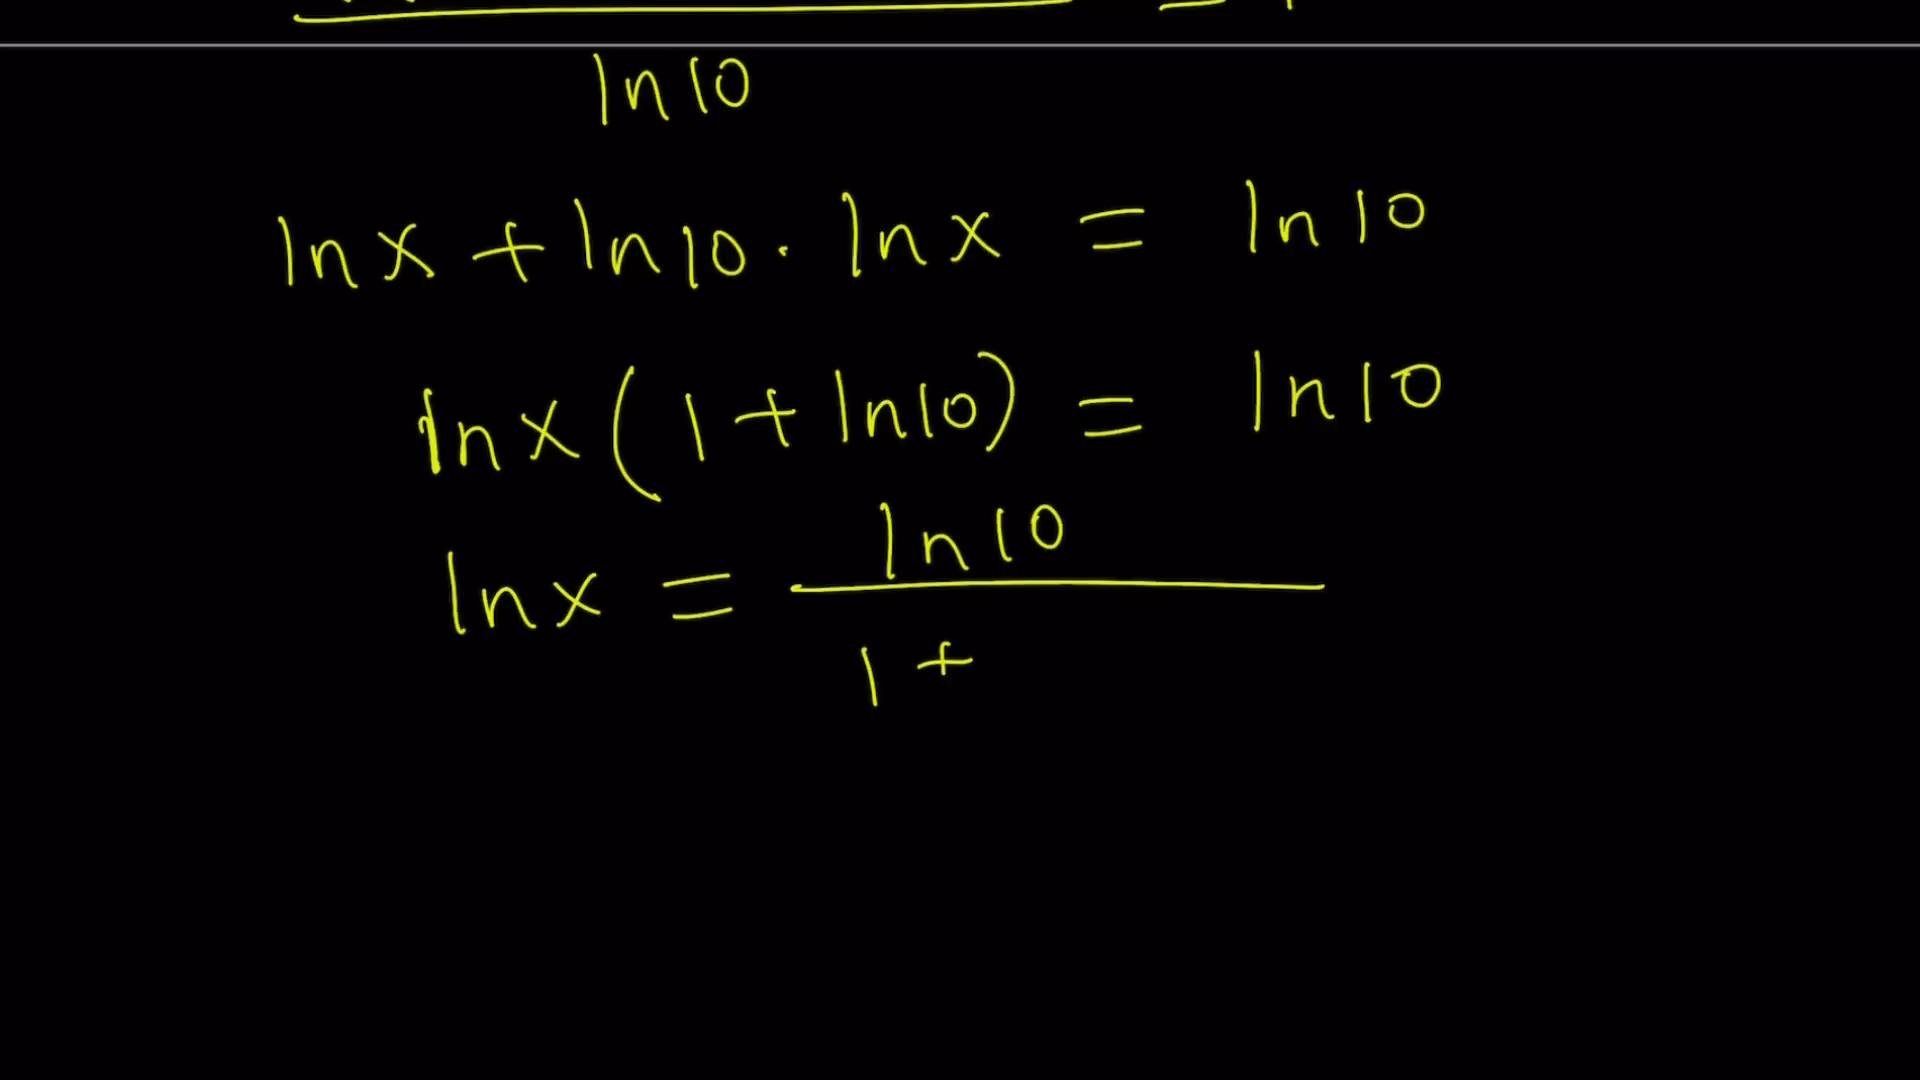 ln10
lnx + ln10 · lnx = ln10
lnx(1 + ln10) = ln10
lnx = ln10
1 +